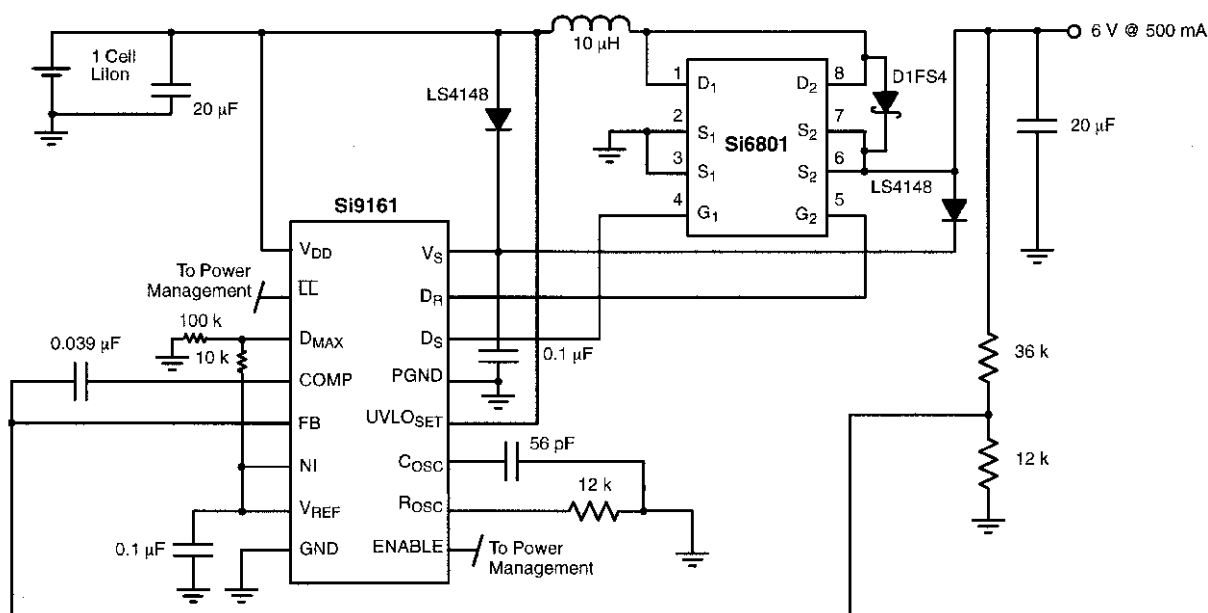 1 Cell
LiIon
20 µF
LS4148
10 µH
1
D1
2
S1
3
S1
4
G1
Si6801
8
D2
7
S2
6
S2
5
G2
D1FS4
LS4148
6 V @ 500 mA
20 µF
Si9161
VDD
LL
DMAX
COMP
FB
NI
VREF
GND
VS
DR
DS
PGND
UVLOSET
COSC
ROSC
ENABLE
To Power
Management
100 k
10 k
0.039 µF
0.1 µF
0.1 µF
56 pF
12 k
To Power
Management
36 k
12 k